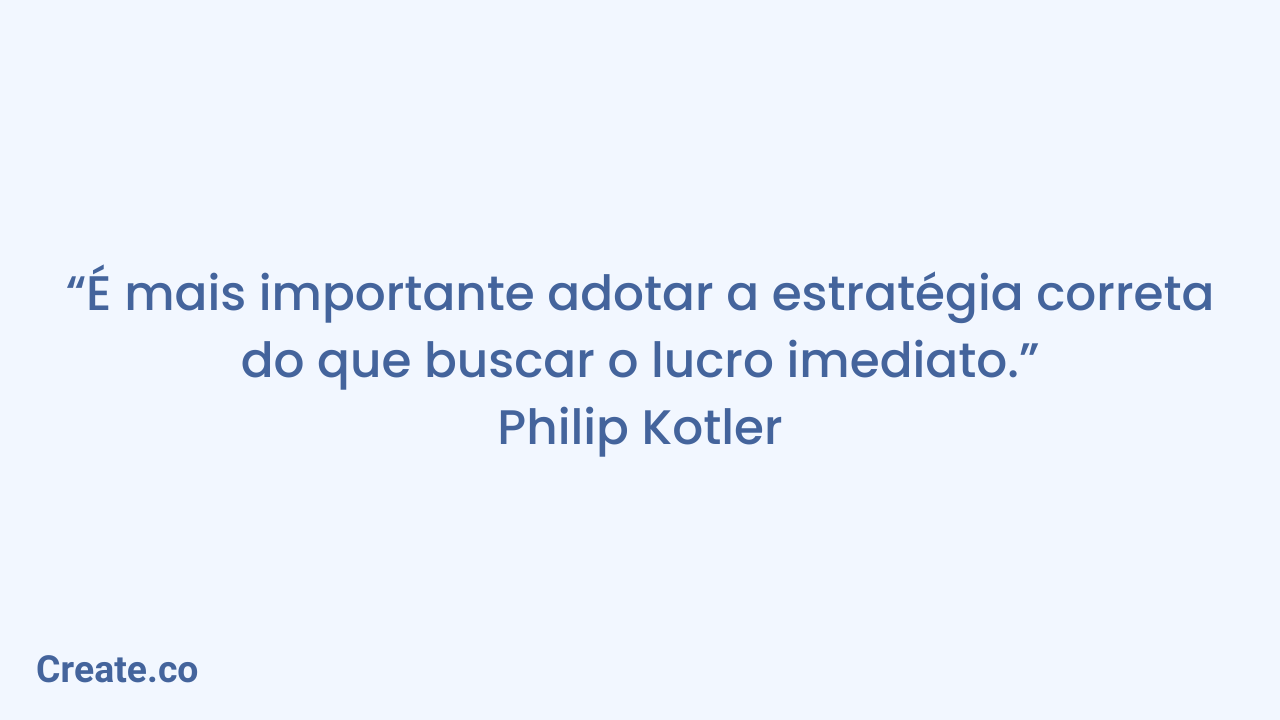 “É mais importante adotar a estratégia correta
do que buscar o lucro imediato.”
Philip Kotler
Create.co